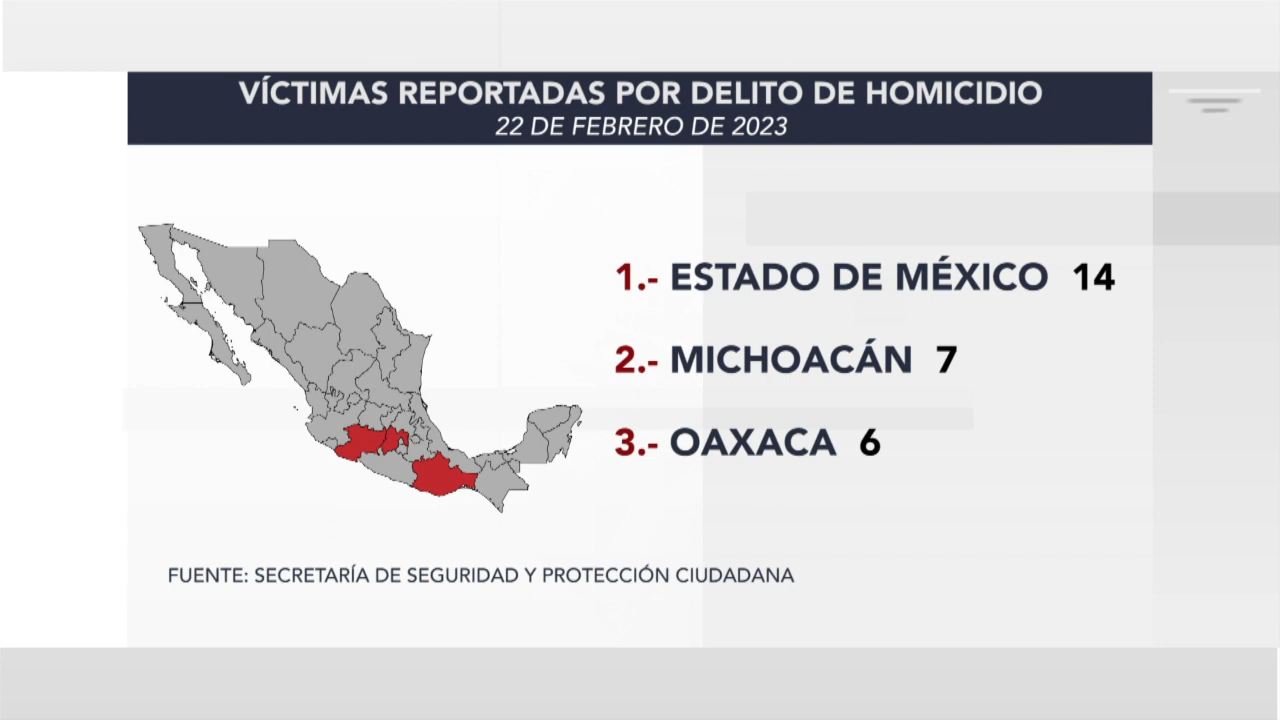 VÍCTIMAS REPORTADAS POR DELITO DE HOMICIDIO
22 DE FEBRERO DE 2023
1.- ESTADO DE MÉXICO 14
2.- MICHOACÁN 7
3.- OAXACA 6
FUENTE: SECRETARÍA DE SEGURIDAD Y PROTECCIÓN CIUDADANA